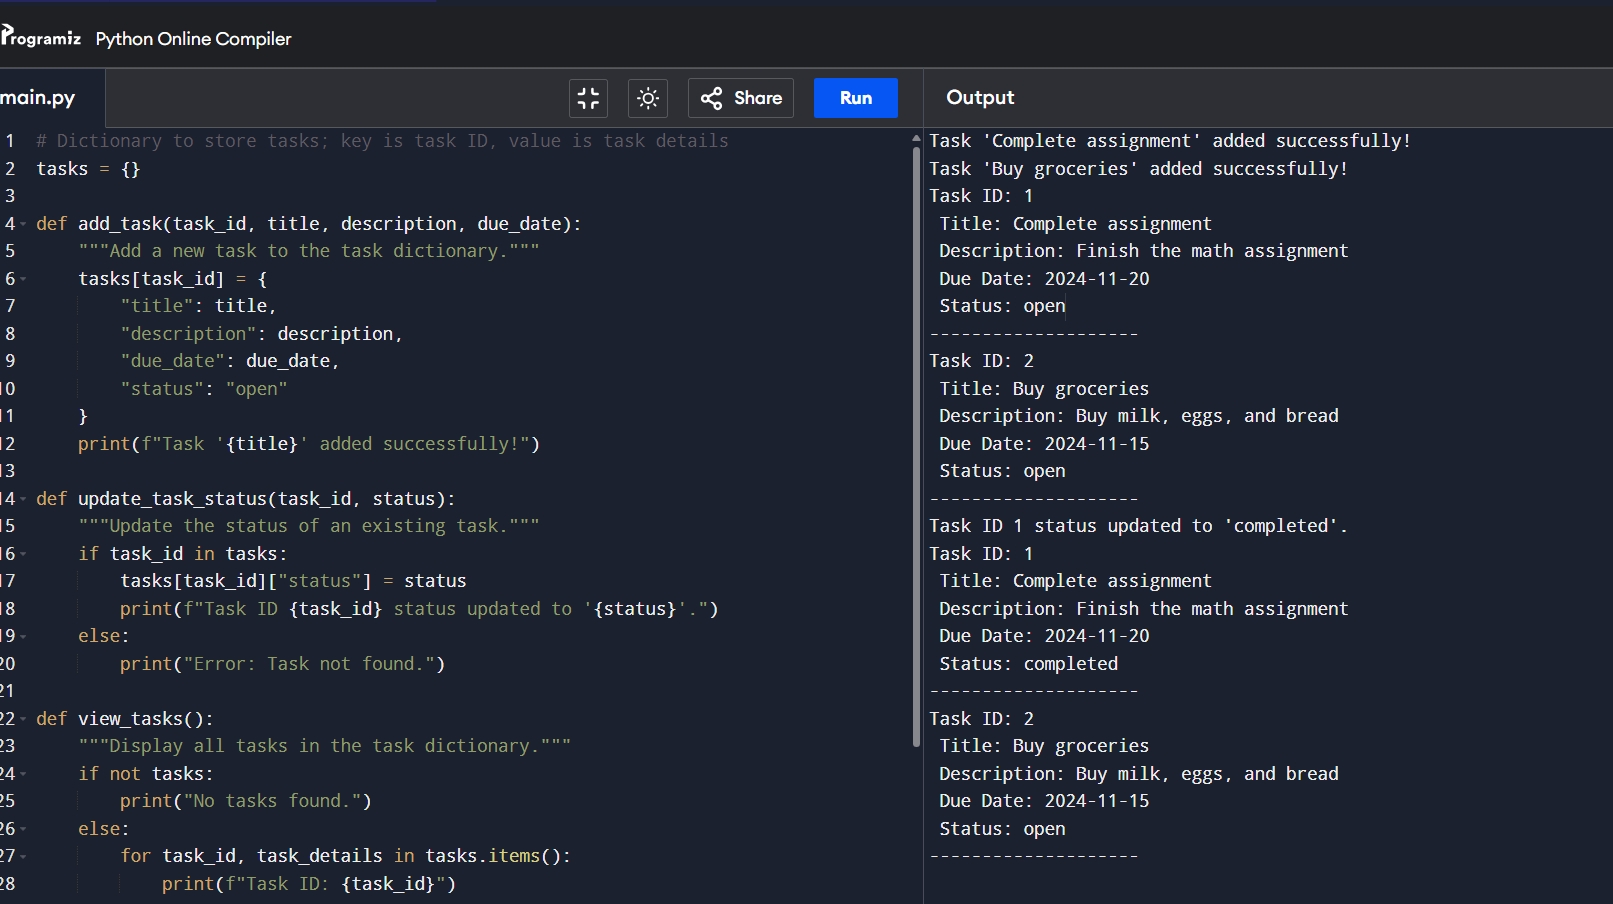 Programiz Python Online Compiler
main.py
Share
Run
Output
1 # Dictionary to store tasks; key is task ID, value is task details
2 tasks = {}
3
4 def add_task(task_id, title, description, due_date):
5     """Add a new task to the task dictionary."""
6     tasks[task_id] = {
7         "title": title,
8         "description": description,
9         "due_date": due_date,
10         "status": "open"
11     }
12     print(f"Task '{title}' added successfully!")
13
14 def update_task_status(task_id, status):
15     """Update the status of an existing task."""
16     if task_id in tasks:
17         tasks[task_id]["status"] = status
18         print(f"Task ID {task_id} status updated to '{status}'.")
19     else:
20         print("Error: Task not found.")
21
22 def view_tasks():
23     """Display all tasks in the task dictionary."""
24     if not tasks:
25         print("No tasks found.")
26     else:
27         for task_id, task_details in tasks.items():
28             print(f"Task ID: {task_id}")
Task 'Complete assignment' added successfully!
Task 'Buy groceries' added successfully!
Task ID: 1
 Title: Complete assignment
 Description: Finish the math assignment
 Due Date: 2024-11-20
 Status: open
--------------------
Task ID: 2
 Title: Buy groceries
 Description: Buy milk, eggs, and bread
 Due Date: 2024-11-15
 Status: open
--------------------
Task ID 1 status updated to 'completed'.
Task ID: 1
 Title: Complete assignment
 Description: Finish the math assignment
 Due Date: 2024-11-20
 Status: completed
--------------------
Task ID: 2
 Title: Buy groceries
 Description: Buy milk, eggs, and bread
 Due Date: 2024-11-15
 Status: open
--------------------